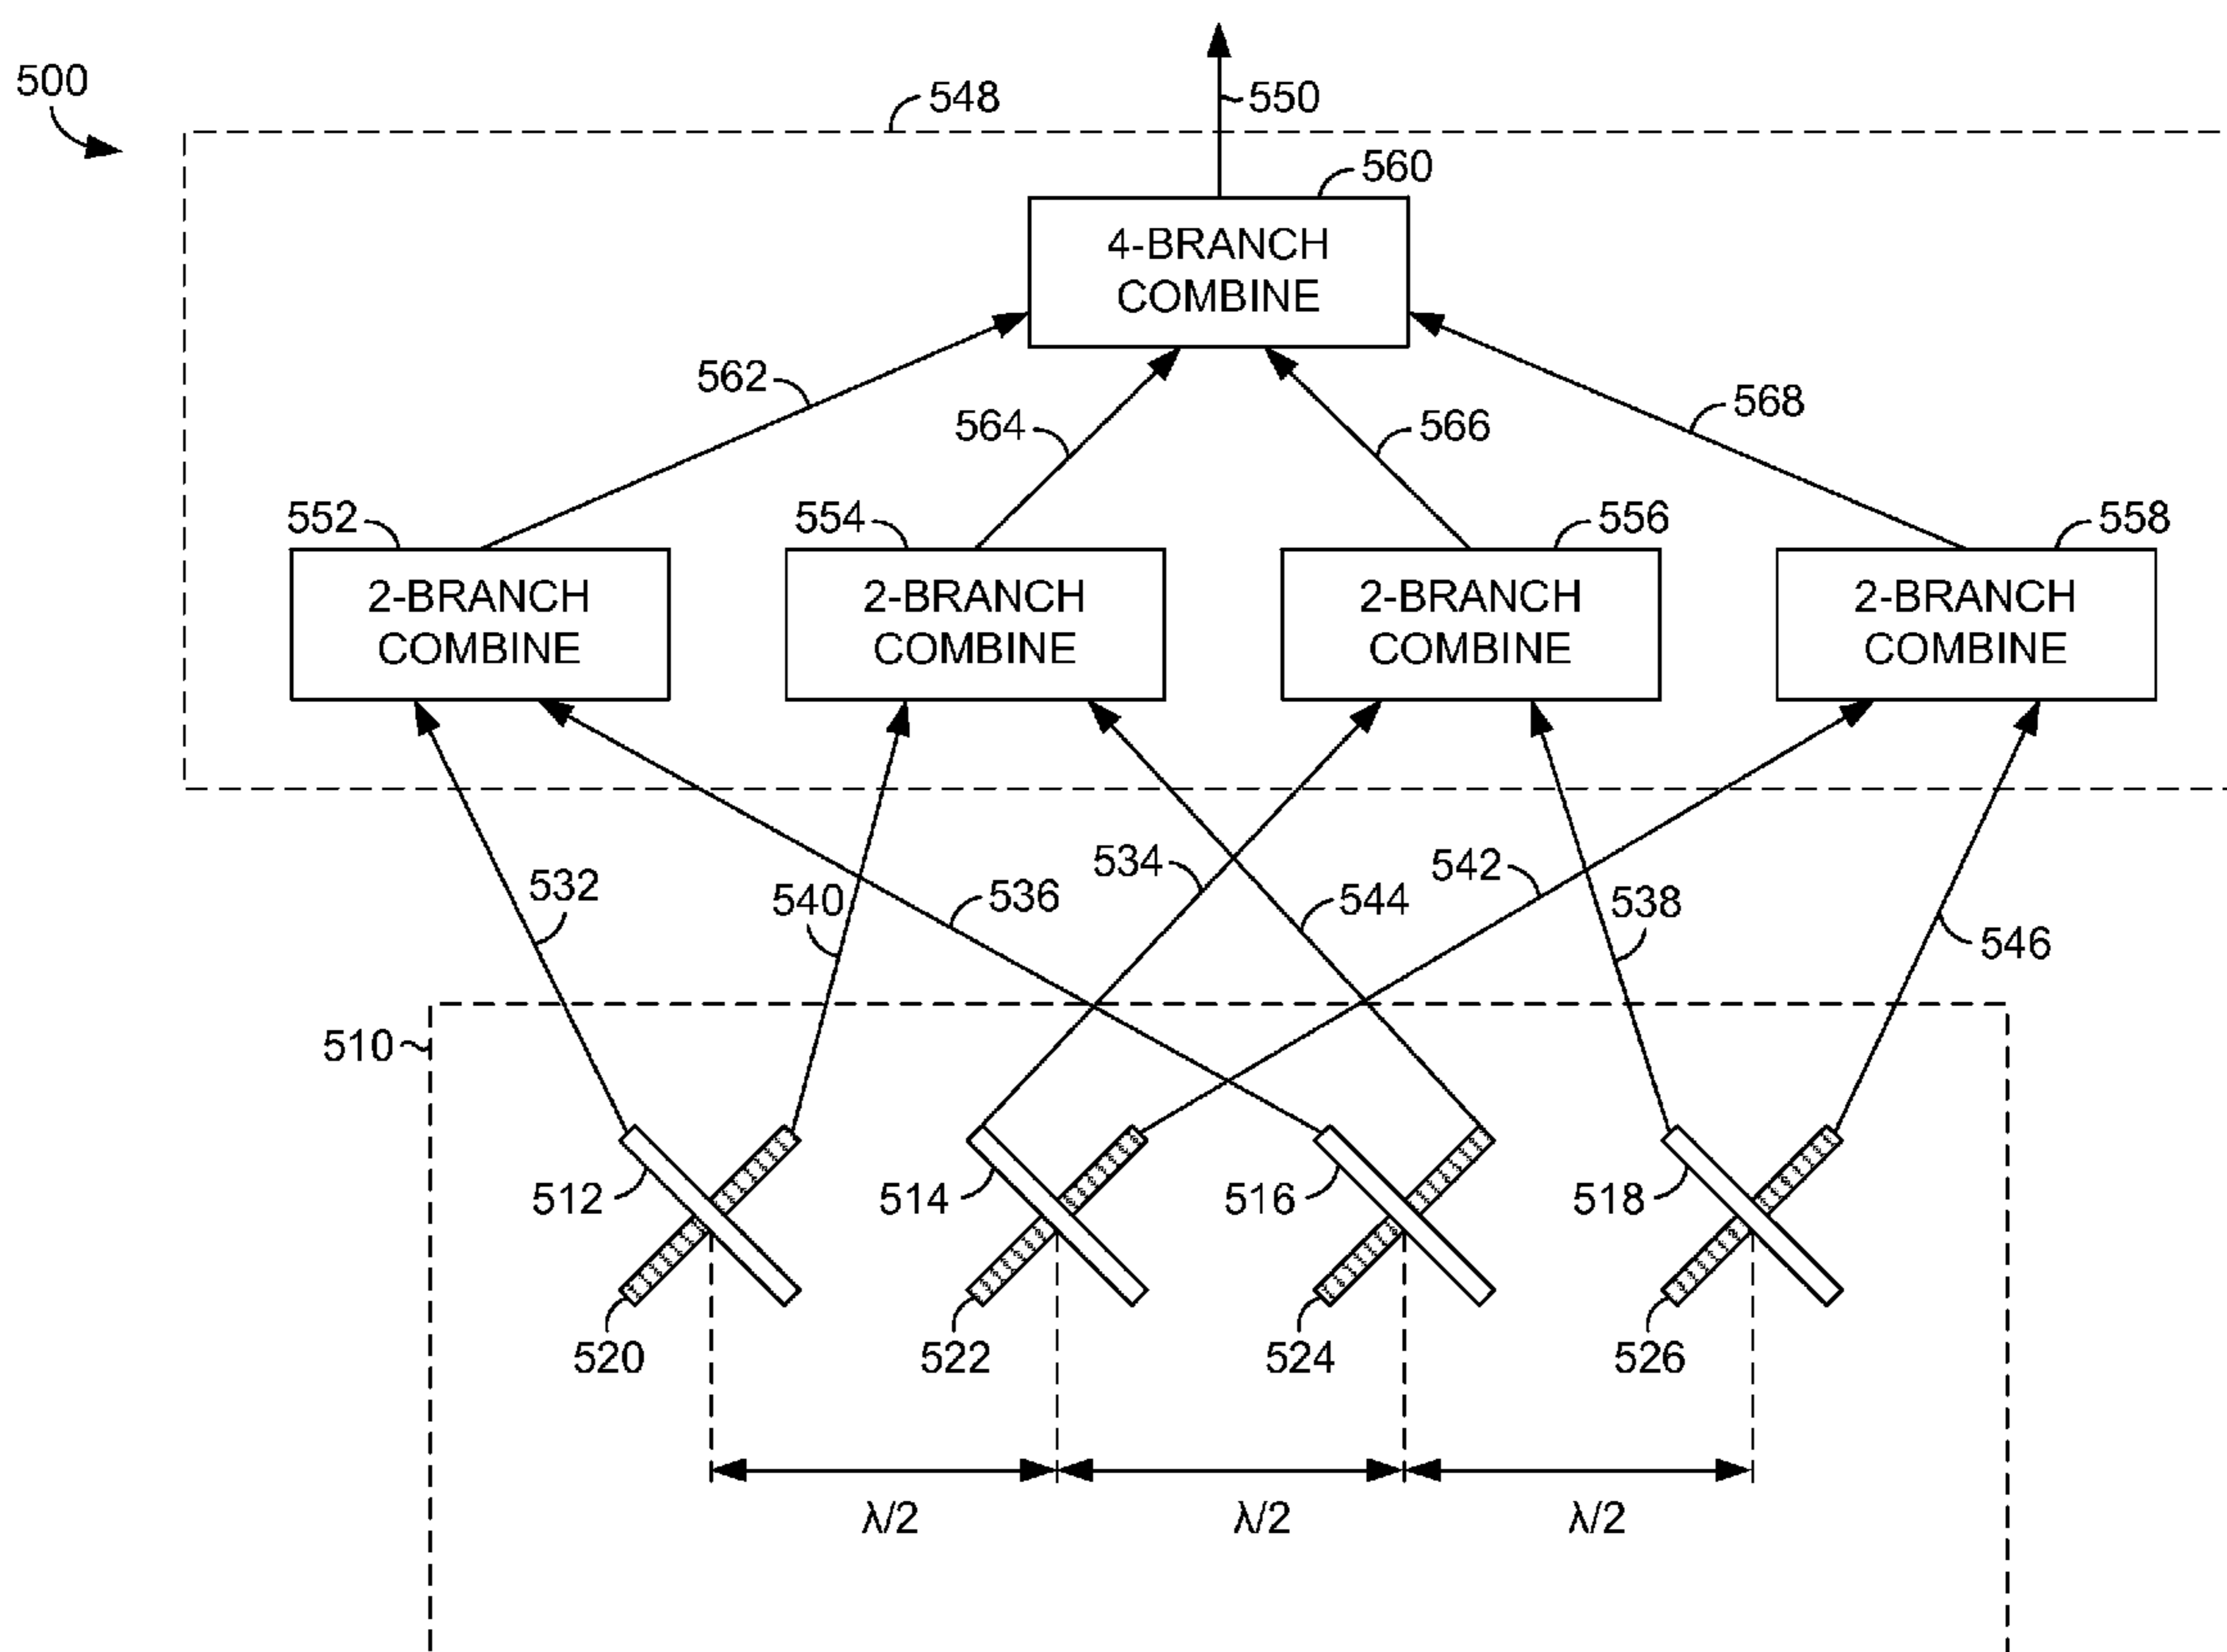 500
548
550
560
4-BRANCH
COMBINE
562
564
566
568
552
554
556
558
2-BRANCH
COMBINE
2-BRANCH
COMBINE
2-BRANCH
COMBINE
2-BRANCH
COMBINE
532
540
536
534
544
542
538
546
510
512
514
516
518
520
522
524
526
λ/2
λ/2
λ/2